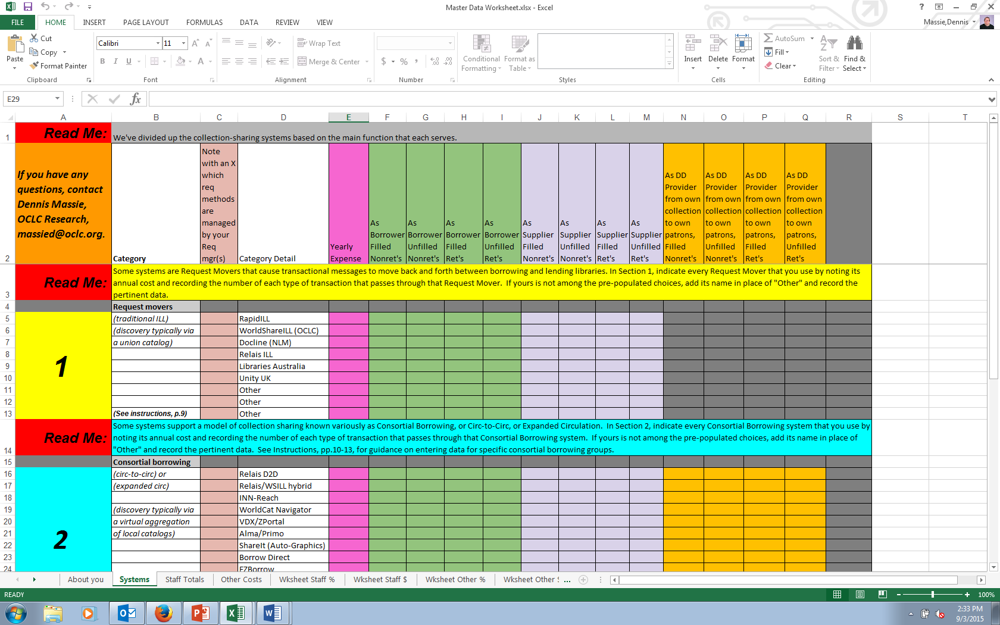 Master Data Worksheet.xlsx - Excel
FILE
HOME
INSERT
PAGE LAYOUT
FORMULAS
DATA
REVIEW
VIEW
Massie,Dennis
Paste
Cut
Copy
Format Painter
Clipboard
Calibri
11
B I U
Font
Wrap Text
Merge & Center
Alignment
$ %
Number
Conditional Formatting
Format as Table
Styles
Insert
Delete
Format
Cells
AutoSum
Fill
Clear
Sort & Filter
Find & Select
Editing
E29
fx
A B C D E F G H I J K L M N O P Q R S T
1
Read Me:
We've divided up the collection-sharing systems based on the main function that each serves.
2
If you have any
questions, contact
Dennis Massie,
OCLC Research,
massied@oclc.org.
Category
Note
with an X
which
req
methods
are
managed
by your
Req
mgr(s)
Category Detail
Yearly
Expense
As
Borrower
Filled
Nonret's
As
Borrower
Unfilled
Nonret's
As
Borrower
Filled
Ret's
As
Borrower
Unfilled
Ret's
As
Supplier
Filled
Nonret's
As
Supplier
Unfilled
Nonret's
As
Supplier
Filled
Ret's
As
Supplier
Unfilled
Ret's
As DD
Provider
from own
collection
to own
patrons,
Filled
Nonret's
As DD
Provider
from own
collection
to own
patrons,
Unfilled
Nonret's
As DD
Provider
from own
collection
to own
patrons,
Filled
Ret's
As DD
Provider
from own
collection
to own
patrons,
Unfilled
Ret's
3
Read Me:
Some systems are Request Movers that cause transactional messages to move back and forth between borrowing and lending libraries. In Section 1, indicate every Request Mover that you use by noting its
annual cost and recording the number of each type of transaction that passes through that Request Mover.  If yours is not among the pre-populated choices, add its name in place of "Other" and record the
pertinent data.
4 Request movers
1
5 (traditional ILL) RapidILL
6 (discovery typically via WorldShareILL (OCLC)
7 a union catalog) Docline (NLM)
8 Relais ILL
9 Libraries Australia
10 Unity UK
11 Other
12 Other
13 (See instructions, p.9) Other
14
Read Me:
Some systems support a model of collection sharing known variously as Consortial Borrowing, or Circ-to-Circ, or Expanded Circulation.  In Section 2, indicate every Consortial Borrowing system that you use by
noting its annual cost and recording the number of each type of transaction that passes through that Consortial Borrowing system.  If yours is not among the pre-populated choices, add its name in place of
"Other" and record the pertinent data.  See Instructions, pp.10-13, for guidance on entering data for specific consortial borrowing groups.
15 Consortial borrowing
2
16 (circ-to-circ) or Relais D2D
17 (expanded circ) Relais/WSILL hybrid
18 INN-Reach
19 (discovery typically via WorldCat Navigator
20 a virtual aggregation VDX/ZPortal
21 of local catalogs) Alma/Primo
22 ShareIt (Auto-Graphics)
23 Borrow Direct
24 EZBorrow
About you
Systems
Staff Totals
Other Costs
Wksheet Staff %
Wksheet Staff $
Wksheet Other %
Wksheet Other $ ...
READY
100%
2:33 PM
9/3/2015